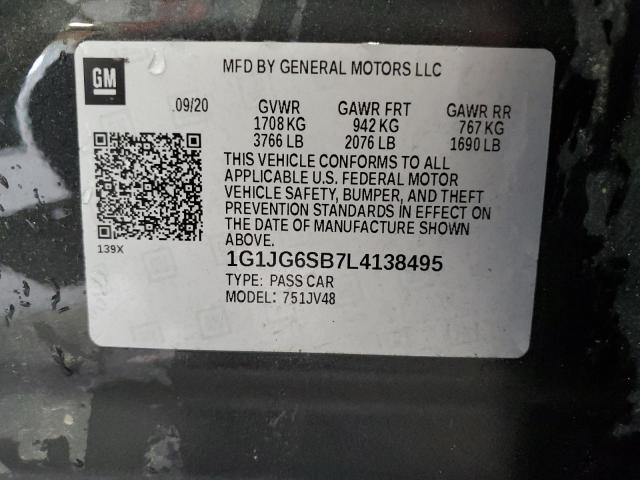 GM
MFD BY GENERAL MOTORS LLC
09/20 GVWR GAWR FRT GAWR RR
1708 KG 942 KG 767 KG
3766 LB 2076 LB 1690 LB
THIS VEHICLE CONFORMS TO ALL
APPLICABLE U.S. FEDERAL MOTOR
VEHICLE SAFETY, BUMPER, AND THEFT
PREVENTION STANDARDS IN EFFECT ON
THE DATE OF MANUFACTURE SHOWN
ABOVE.
139X
1G1JG6SB7L4138495
TYPE: PASS CAR
MODEL: 751JV48